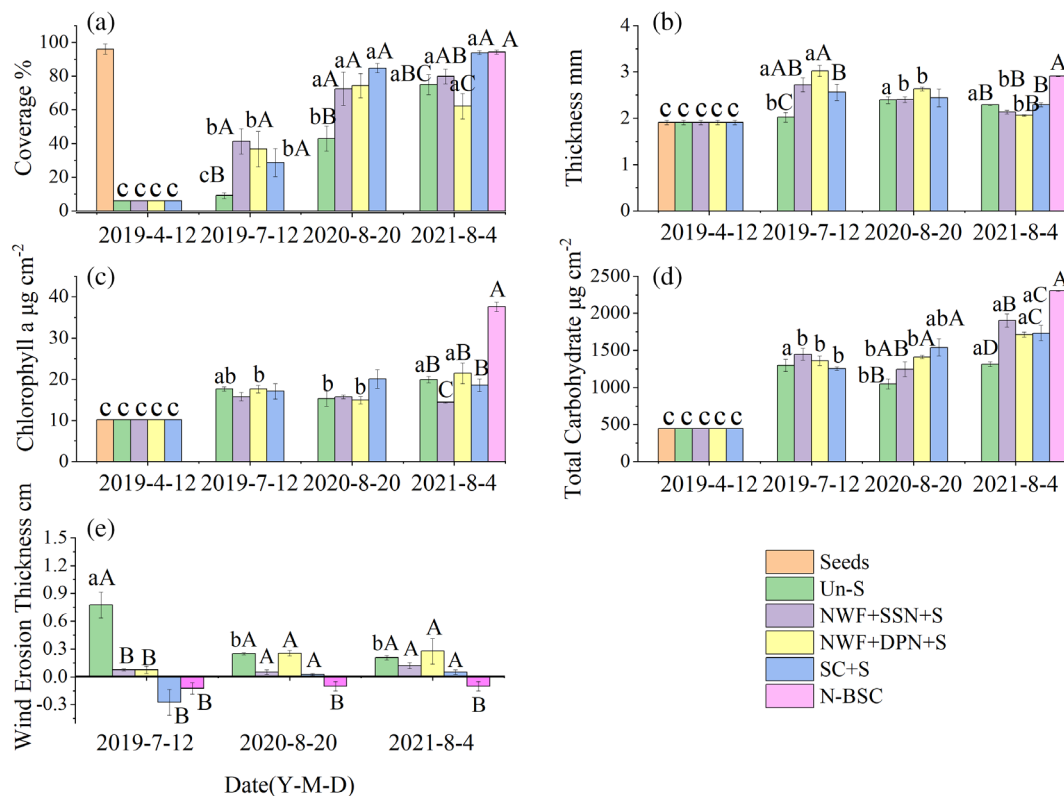 (a)
Coverage %
100
80
60
40
20
0
c c c c
cB
bA
bA
bA
bB
aA
aA
aA
aBC
aAB
aC
aA
A
2019-4-12 2019-7-12 2020-8-20 2021-8-4
(b)
Thickness mm
4
3
2
1
0
c c c c c
bC
aAB
aA
B
a
b
b
aB
bB
bB
B
A
2019-4-12 2019-7-12 2020-8-20 2021-8-4
(c)
Chlorophyll a μg cm-2
40
30
20
10
0
c c c c c
ab
b
b
b
aB
C
aB
B
A
2019-4-12 2019-7-12 2020-8-20 2021-8-4
(d)
Total Carbohydrate μg cm-2
2500
2250
1750
1500
1250
1000
500
0
c c c c c
a
b
b
b
bB
bAB
bA
abA
aD
aB
aC
aC
A
2019-4-12 2019-7-12 2020-8-20 2021-8-4
(e)
Wind Erosion Thickness cm
1.5
1.2
0.9
0.6
0.3
0.0
-0.3
aA
B B
B
B
bA
A
A
A
B
bA
A
A
A
B
2019-7-12 2020-8-20 2021-8-4
Date(Y-M-D)
Seeds
Un-S
NWF+SSN+S
NWF+DPN+S
SC+S
N-BSC